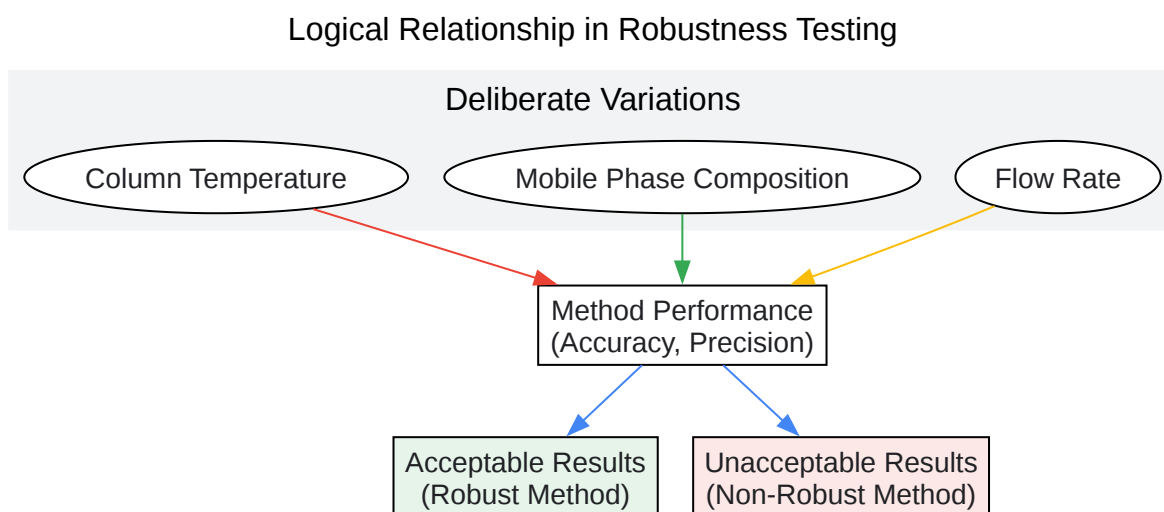 Logical Relationship in Robustness Testing
Deliberate Variations
Column Temperature
Mobile Phase Composition
Flow Rate
Method Performance
(Accuracy, Precision)
Acceptable Results
(Robust Method)
Unacceptable Results
(Non-Robust Method)